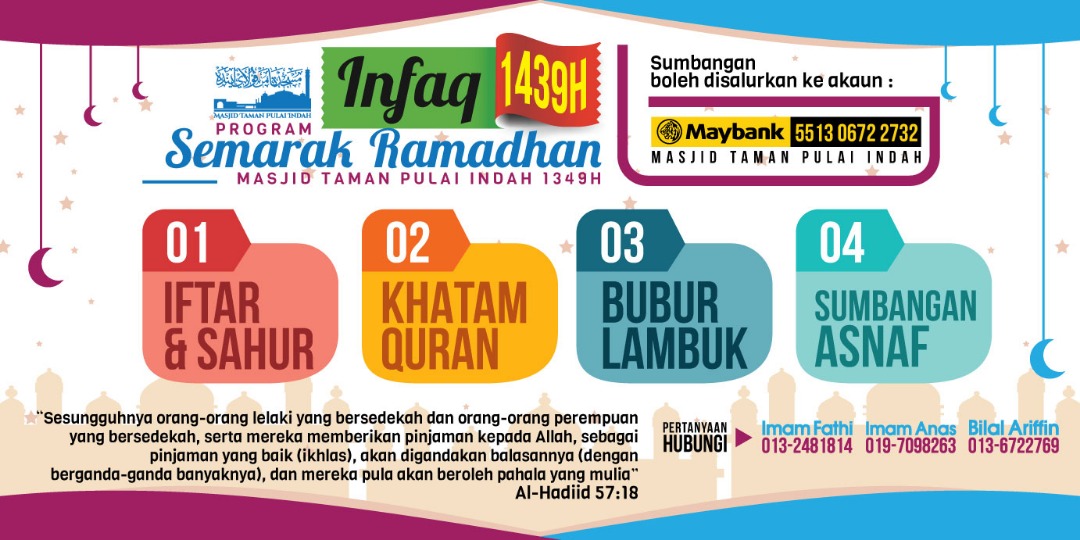 Infaq 1439H
MASJID TAMAN PULAI INDAH
PROGRAM
Semarak Ramadhan
MASJID TAMAN PULAI INDAH 1349H
Sumbangan
boleh disalurkan ke akaun :
Maybank 5513 0672 2732
MASJID TAMAN PULAI INDAH
01
IFTAR
& SAHUR
02
KHATAM
QURAN
03
BUBUR
LAMBUK
04
SUMBANGAN
ASNAF
"Sesungguhnya orang-orang lelaki yang bersedekah dan orang-orang perempuan
yang bersedekah, serta mereka memberikan pinjaman kepada Allah, sebagai
pinjaman yang baik (ikhlas), akan digandakan balasannya (dengan
berganda-ganda banyaknya), dan mereka pula akan beroleh pahala yang mulia"
Al-Hadiid 57:18
PERTANYAAN
HUBUNGI
Imam Fathi
013-2481814
Imam Anas
019-7098263
Bilal Ariffin
013-6722769